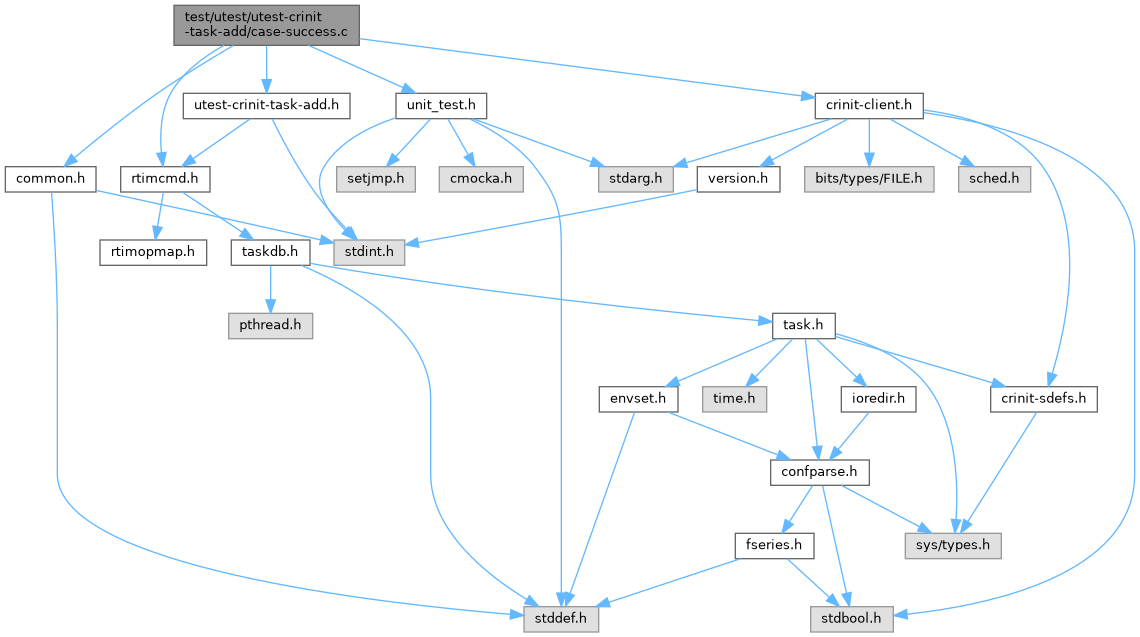 test/utest/utest-crinit
-task-add/case-success.c
utest-crinit-task-add.h
unit_test.h
crinit-client.h
common.h
rtimcmd.h
setjmp.h
cmocka.h
stdarg.h
version.h
bits/types/FILE.h
sched.h
rtimopmap.h
taskdb.h
stdint.h
pthread.h
task.h
envset.h
time.h
ioredir.h
crinit-sdefs.h
confparse.h
fseries.h
sys/types.h
stddef.h
stdbool.h